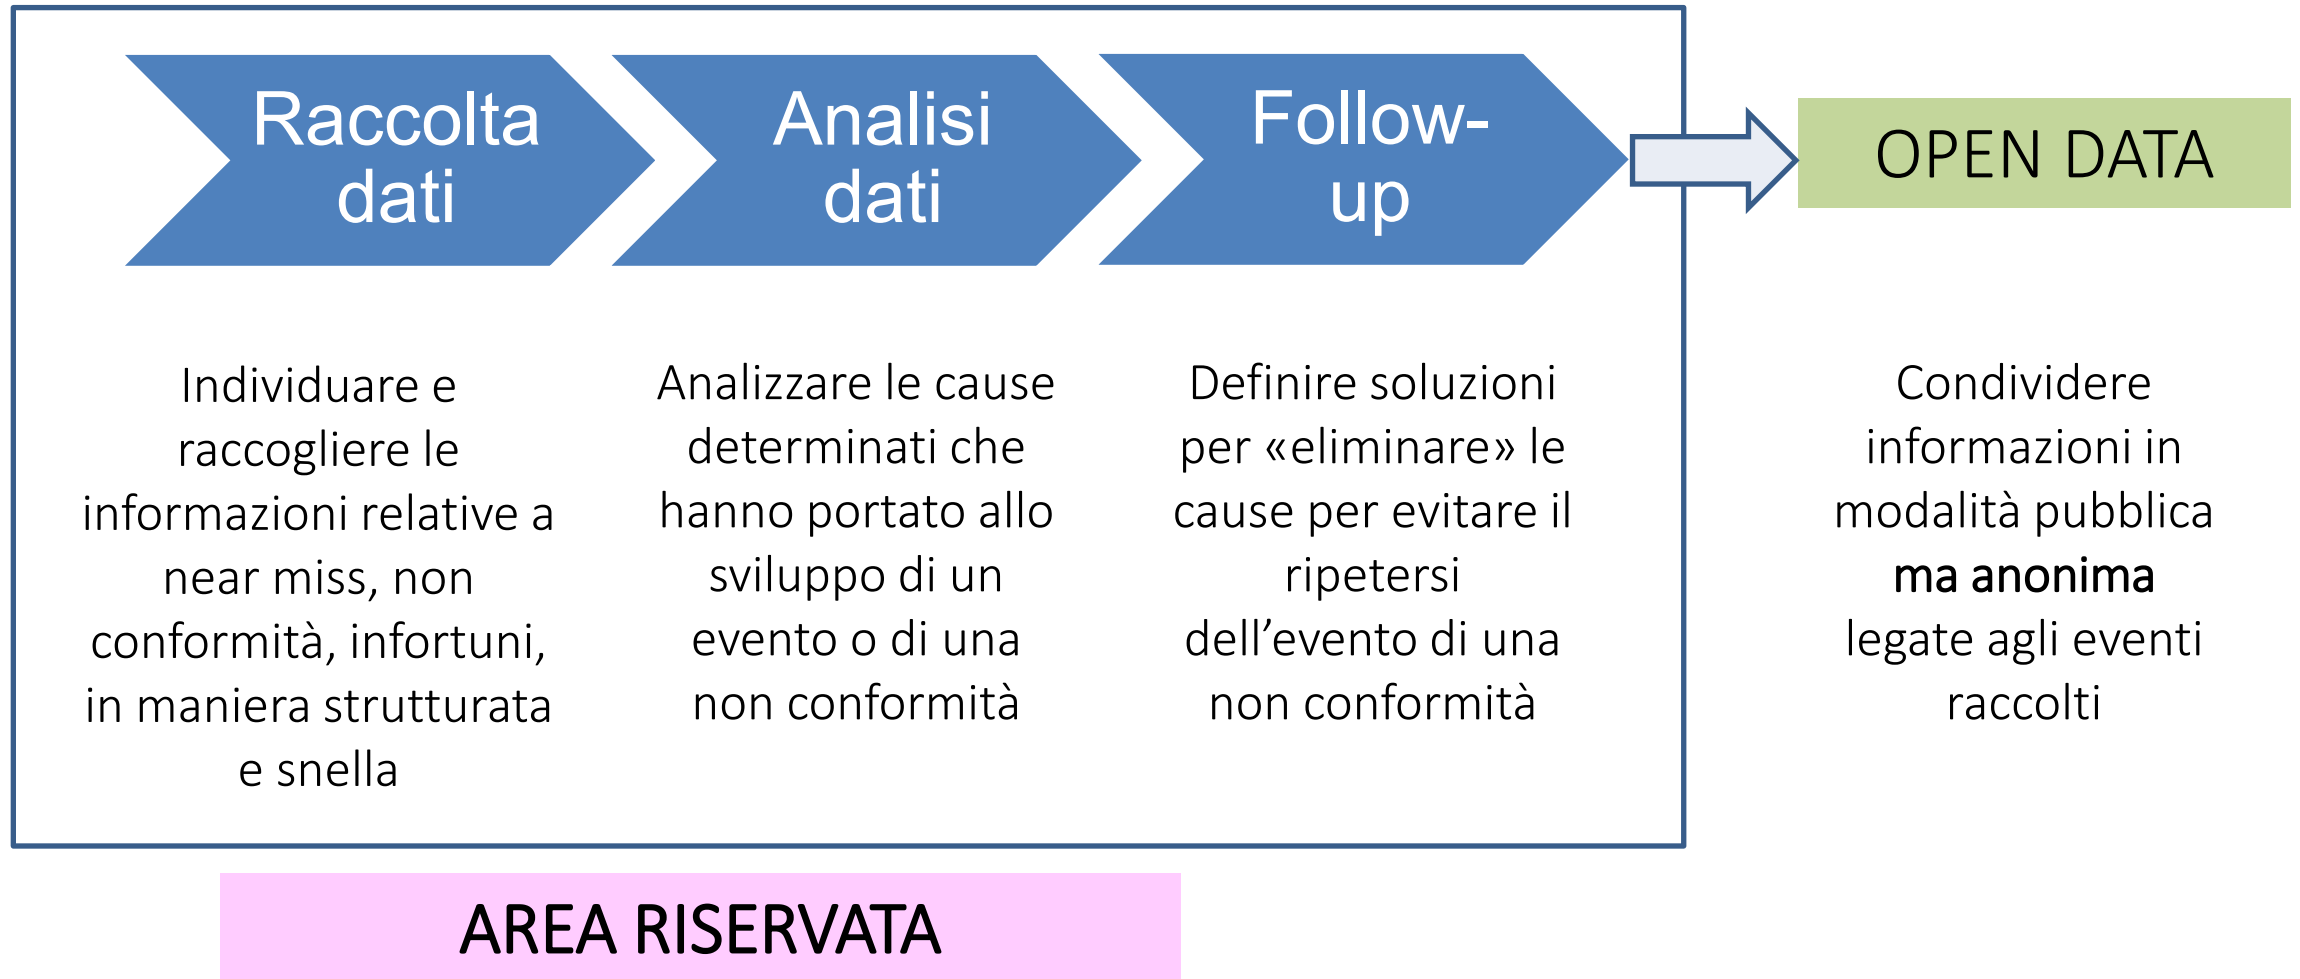 Raccolta
dati
Analisi
dati
Follow-
up
OPEN DATA
Individuare e
raccogliere le
informazioni relative a
near miss, non
conformità, infortuni,
in maniera strutturata
e snella
Analizzare le cause
determinati che
hanno portato allo
sviluppo di un
evento o di una
non conformità
Definire soluzioni
per «eliminare» le
cause per evitare il
ripetersi
dell’evento di una
non conformità
Condividere
informazioni in
modalità pubblica
ma anonima
legate agli eventi
raccolti
AREA RISERVATA